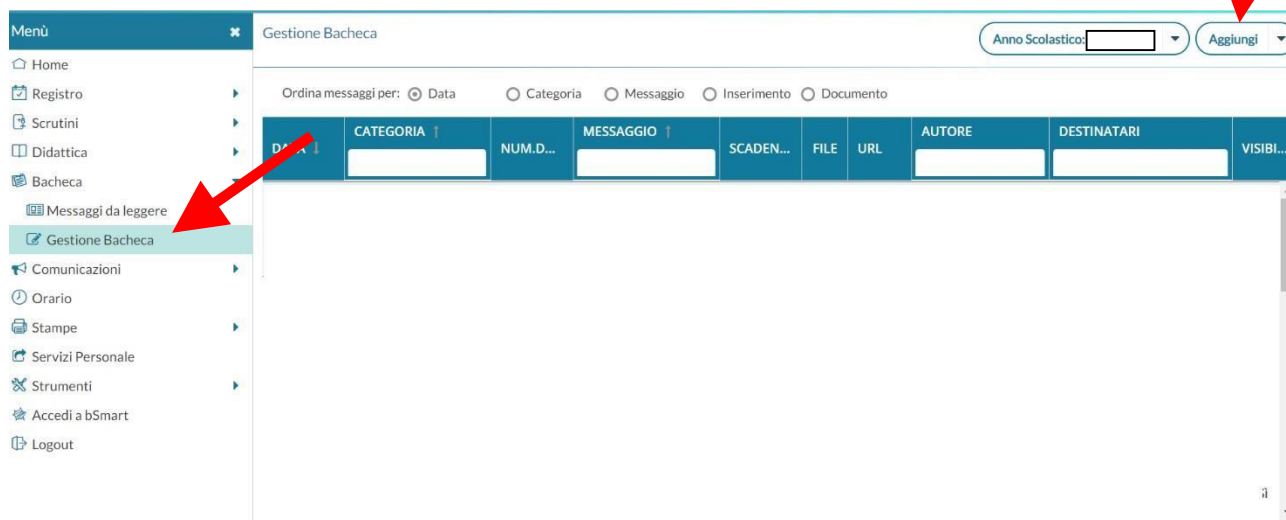 Menù
Home
Registro
Scrutini
Didattica
Bacheca
Messaggi da leggere
Gestione Bacheca
Comunicazioni
Orario
Stampe
Servizi Personale
Strumenti
Accedi a bSmart
Logout
Gestione Bacheca
Anno Scolastico:
Aggiungi
Ordina messaggi per: Data Categoria Messaggio Inserimento Documento
CATEGORIA MESSAGGIO AUTORE DESTINATARI
NUM.D... SCADEN... FILE URL VISIBI...